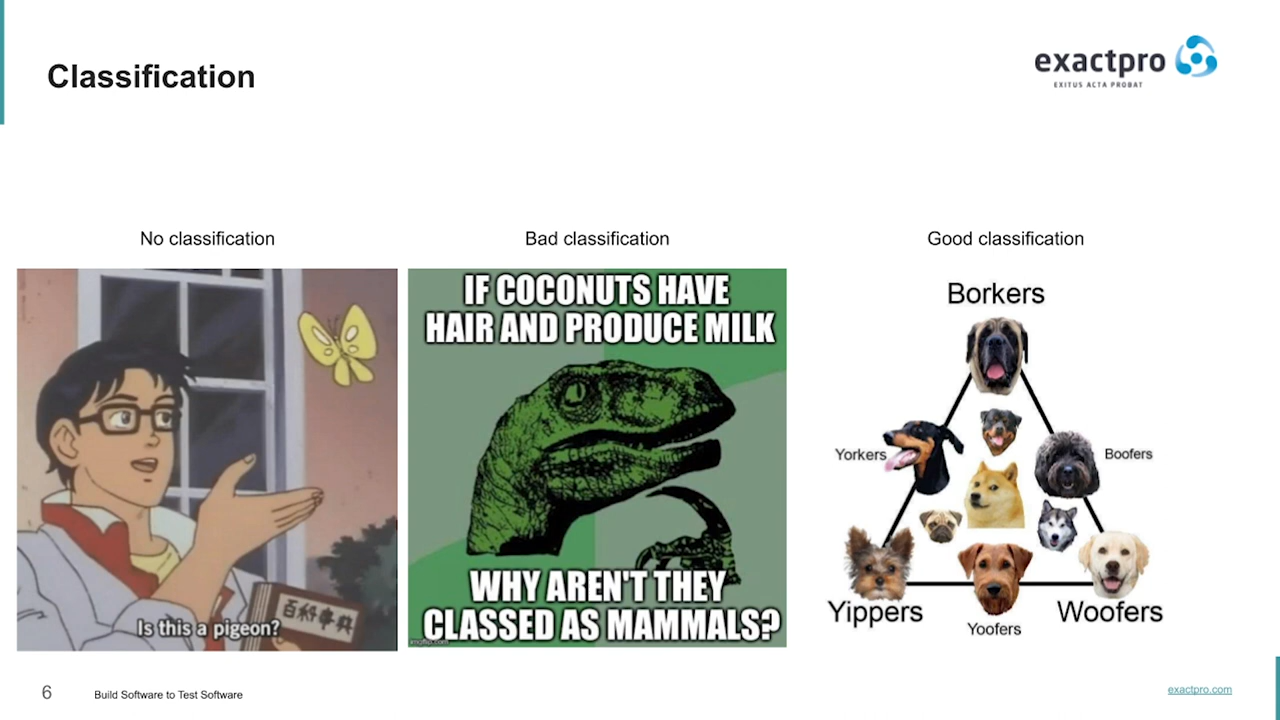 Classification
exactpro
EXITUS ACTA PROBAT
No classification
Bad classification
Good classification
Is this a pigeon?
百科事典
IF COCONUTS HAVE
HAIR AND PRODUCE MILK
WHY AREN'T THEY
CLASSED AS MAMMALS?
imgflip.com
Borkers
Yorkers
Boofers
Yippers
Woofers
Yoofers
6
Build Software to Test Software
exactpro.com